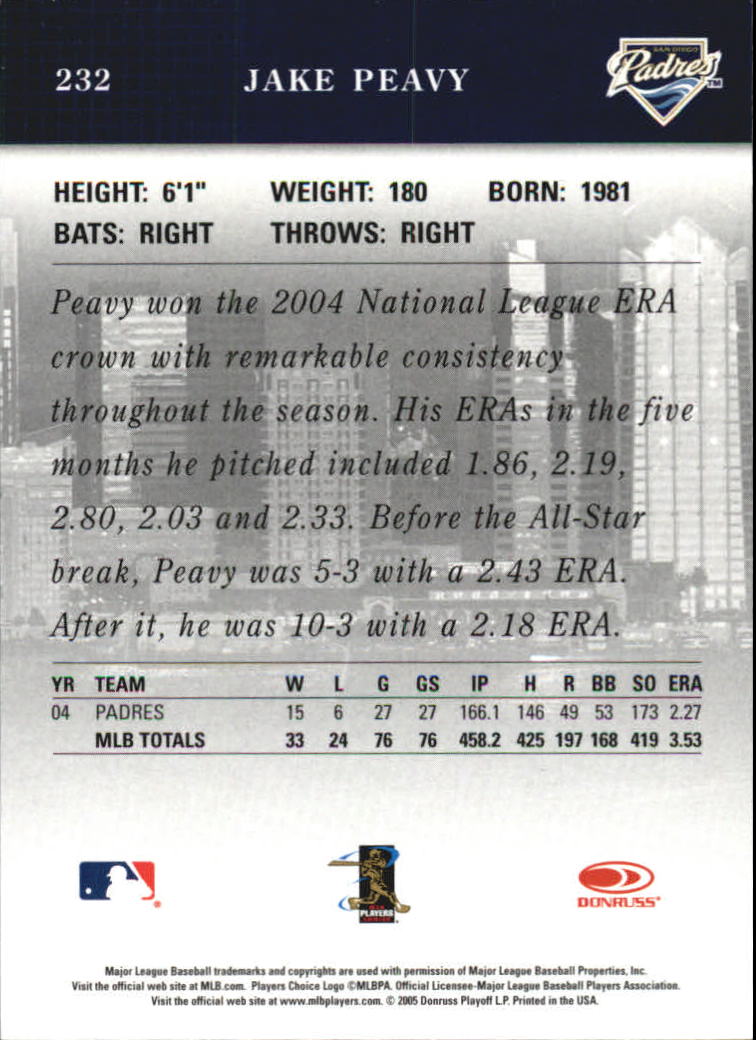 232 JAKE PEAVY
SAN DIEGO
Padres TM
HEIGHT: 6'1" WEIGHT: 180 BORN: 1981
BATS: RIGHT THROWS: RIGHT
Peavy won the 2004 National League ERA
crown with remarkable consistency
throughout the season. His ERAs in the five
months he pitched included 1.86, 2.19,
2.80, 2.03 and 2.33. Before the All-Star
break, Peavy was 5-3 with a 2.43 ERA.
After it, he was 10-3 with a 2.18 ERA.
YR TEAM W L G GS IP H R BB SO ERA
04 PADRES 15 6 27 27 166.1 146 49 53 173 2.27
MLB TOTALS 33 24 76 76 458.2 425 197 168 419 3.53
PLAYERS
DONRUSS®
Major League Baseball trademarks and copyrights are used with permission of Major League Baseball Properties, Inc.
Visit the official web site at MLB.com. Players Choice Logo ©MLBPA. Official Licensee-Major League Baseball Players Association.
Visit the official web site at www.mlbplayers.com. © 2005 Donruss Playoff L.P. Printed in the USA.